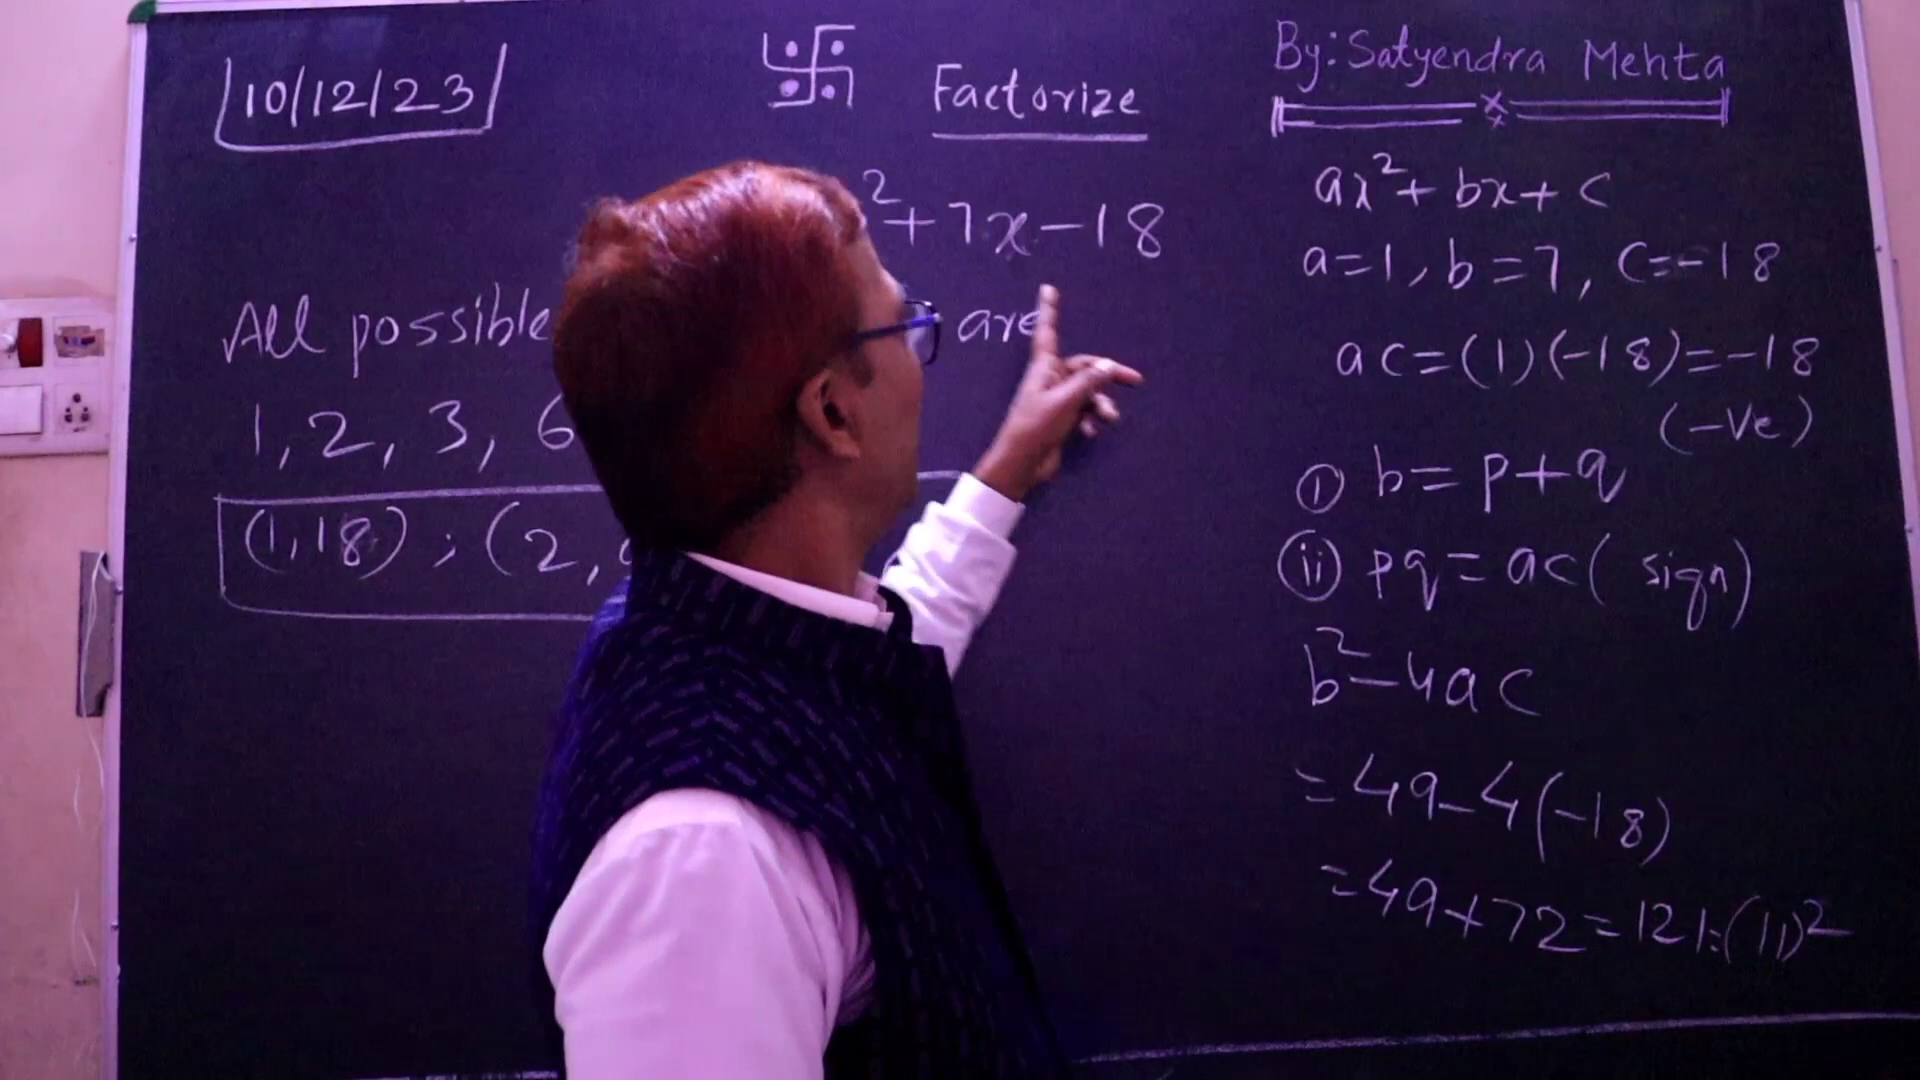 10/12/23
Factorize
² + 7x - 18
All possible are
1, 2, 3, 6
(1, 18) ; (2,
By: Satyendra Mehta
ax² + bx + c
a = 1, b = 7, c = -18
ac = (1)(-18) = -18
(-ve)
(i) b = p + q
(ii) pq = ac (sign)
b² - 4ac
= 49 - 4(-18)
= 49 + 72 = 121 = (11)²